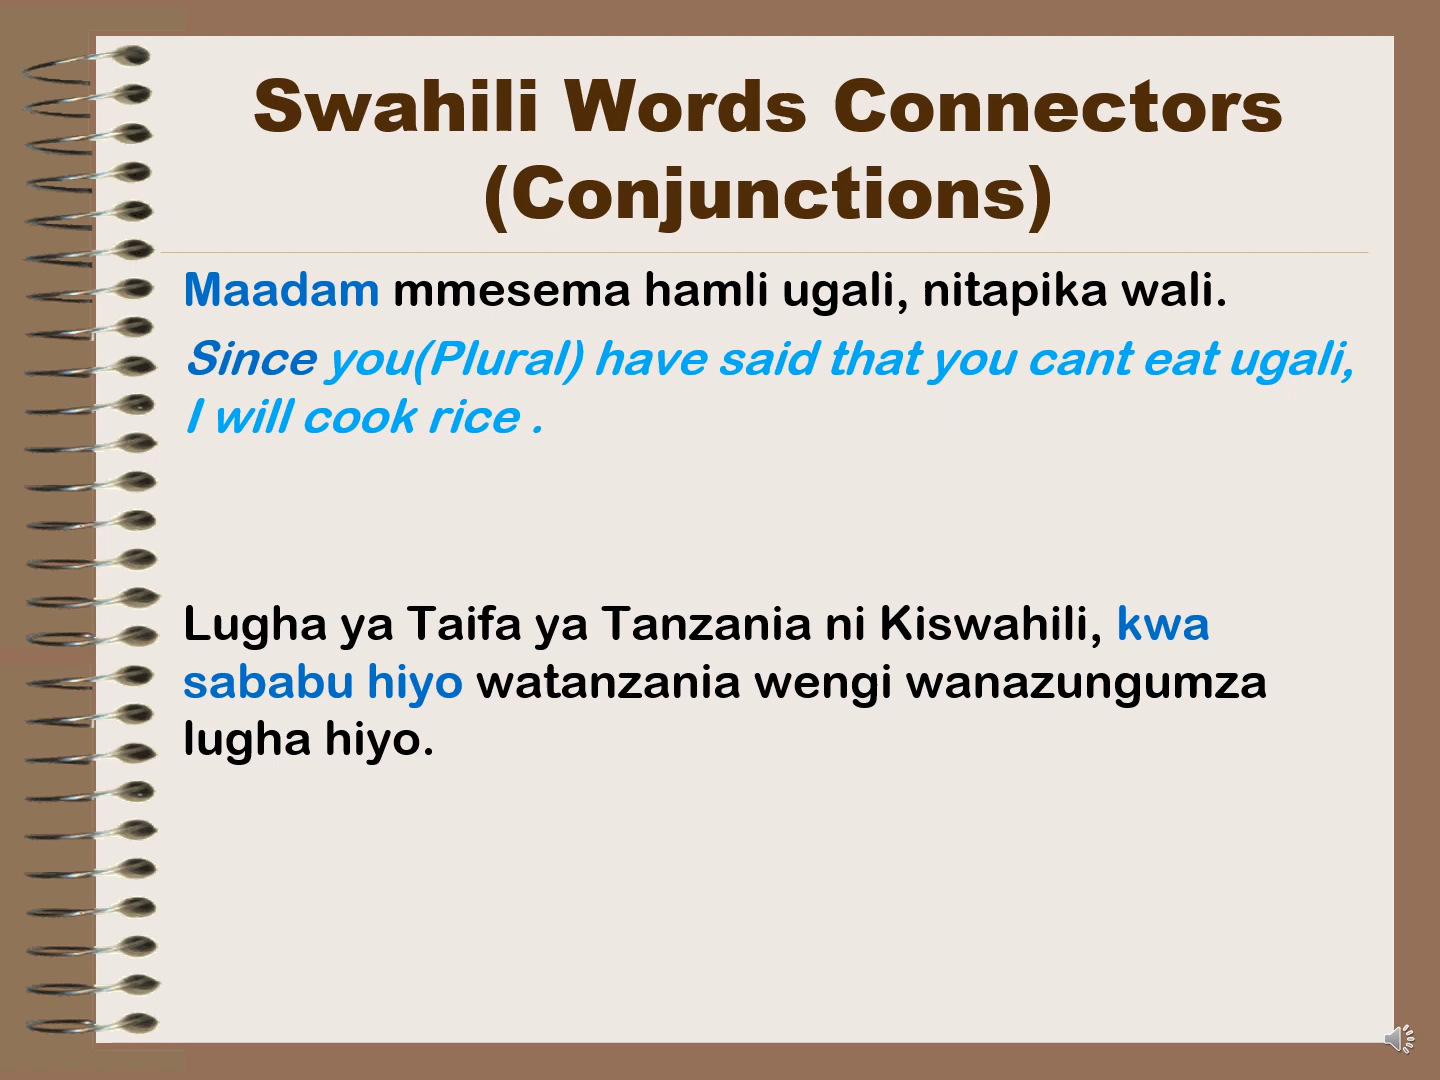 Swahili Words Connectors
(Conjunctions)
Maadam mmesema hamli ugali, nitapika wali.
Since you(Plural) have said that you cant eat ugali,
I will cook rice .
Lugha ya Taifa ya Tanzania ni Kiswahili, kwa
sababu hiyo watanzania wengi wanazungumza
lugha hiyo.